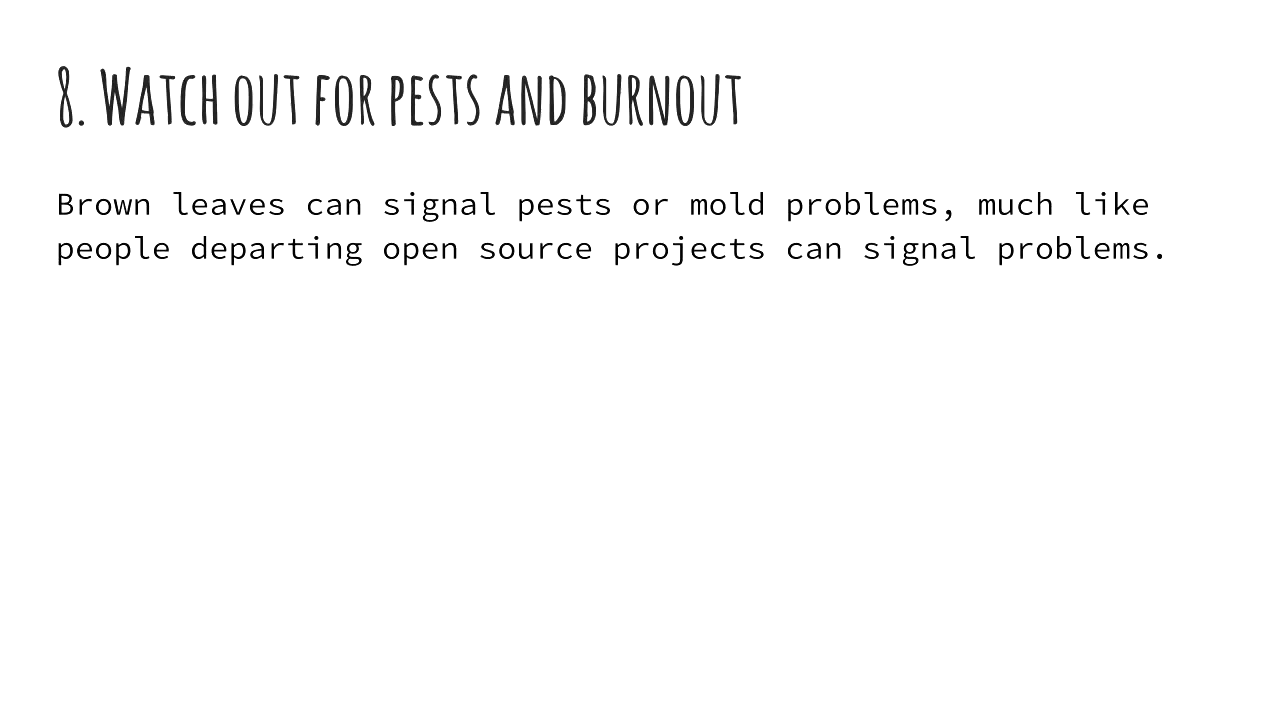 8. Watch out for pests and burnout
Brown leaves can signal pests or mold problems, much like
people departing open source projects can signal problems.